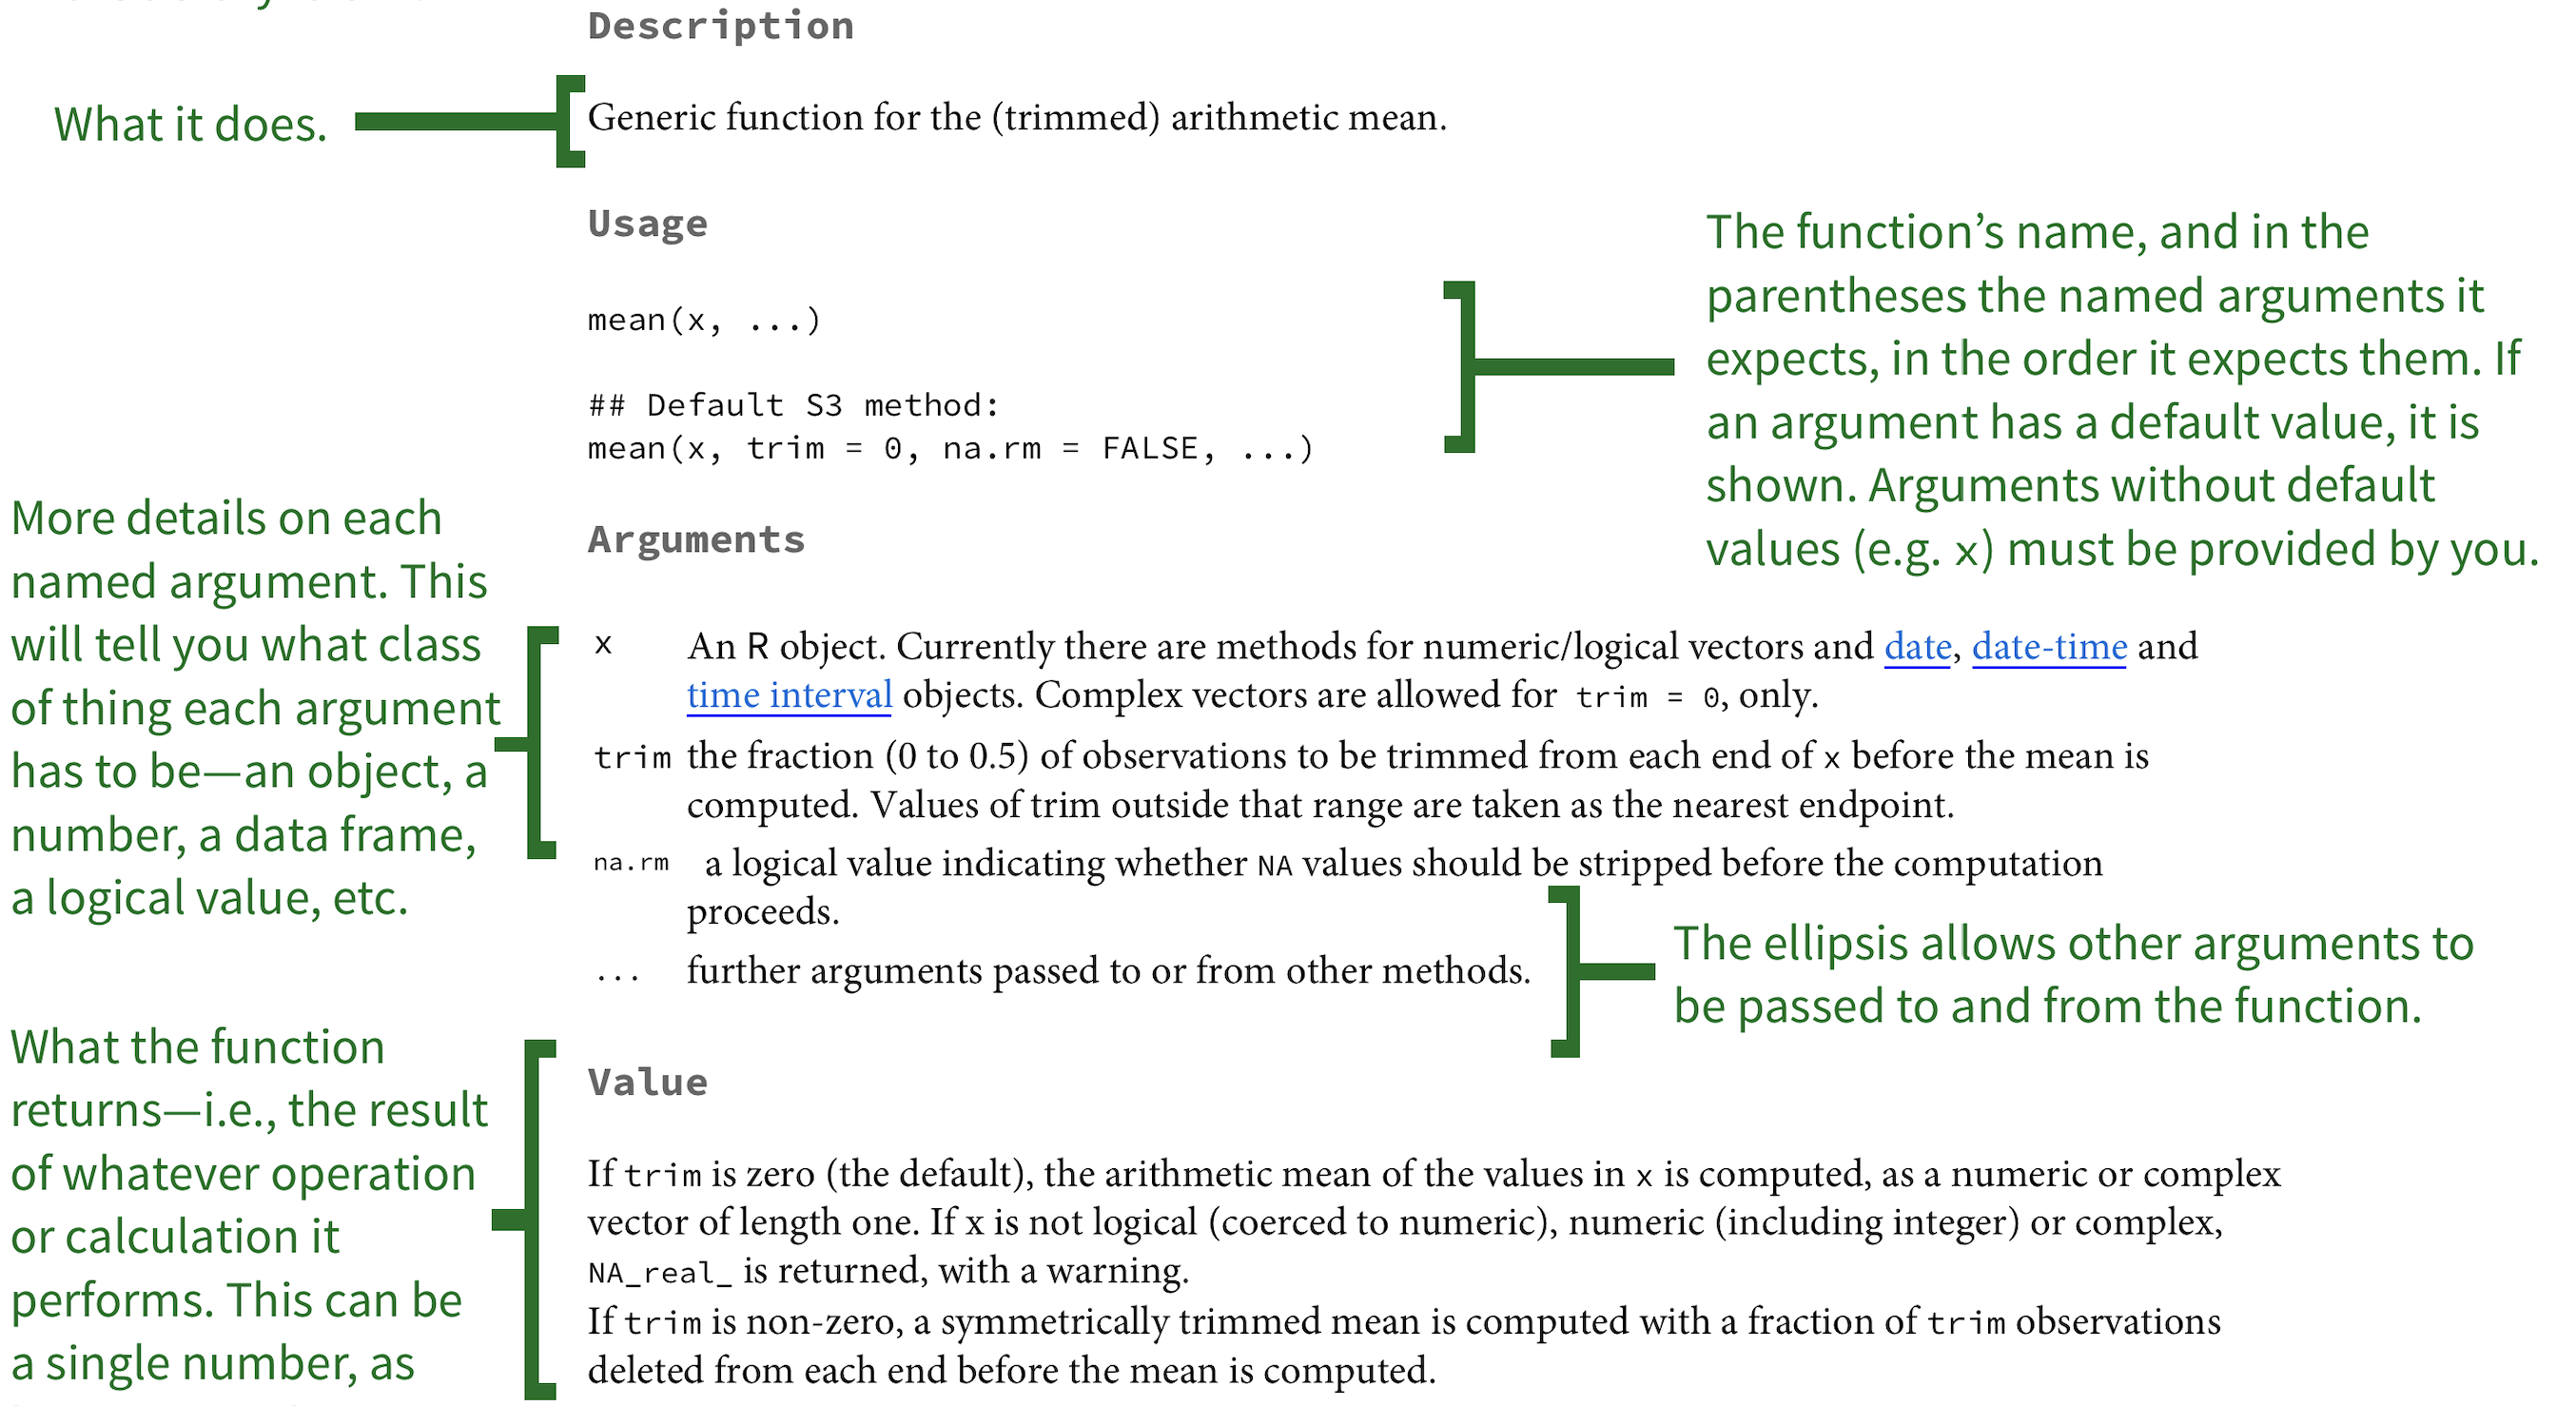 Description
What it does.
Generic function for the (trimmed) arithmetic mean.
Usage
mean(x, ...)
## Default S3 method:
mean(x, trim = 0, na.rm = FALSE, ...)
The function’s name, and in the
parentheses the named arguments it
expects, in the order it expects them. If
an argument has a default value, it is
shown. Arguments without default
values (e.g. x) must be provided by you.
Arguments
More details on each
named argument. This
will tell you what class
of thing each argument
has to be—an object, a
number, a data frame,
a logical value, etc.
x An R object. Currently there are methods for numeric/logical vectors and date, date-time and
time interval objects. Complex vectors are allowed for trim = 0, only.
trim the fraction (0 to 0.5) of observations to be trimmed from each end of x before the mean is
computed. Values of trim outside that range are taken as the nearest endpoint.
na.rm a logical value indicating whether NA values should be stripped before the computation
proceeds.
... further arguments passed to or from other methods.
The ellipsis allows other arguments to
be passed to and from the function.
Value
What the function
returns—i.e., the result
of whatever operation
or calculation it
performs. This can be
a single number, as
If trim is zero (the default), the arithmetic mean of the values in x is computed, as a numeric or complex
vector of length one. If x is not logical (coerced to numeric), numeric (including integer) or complex,
NA_real_ is returned, with a warning.
If trim is non-zero, a symmetrically trimmed mean is computed with a fraction of trim observations
deleted from each end before the mean is computed.